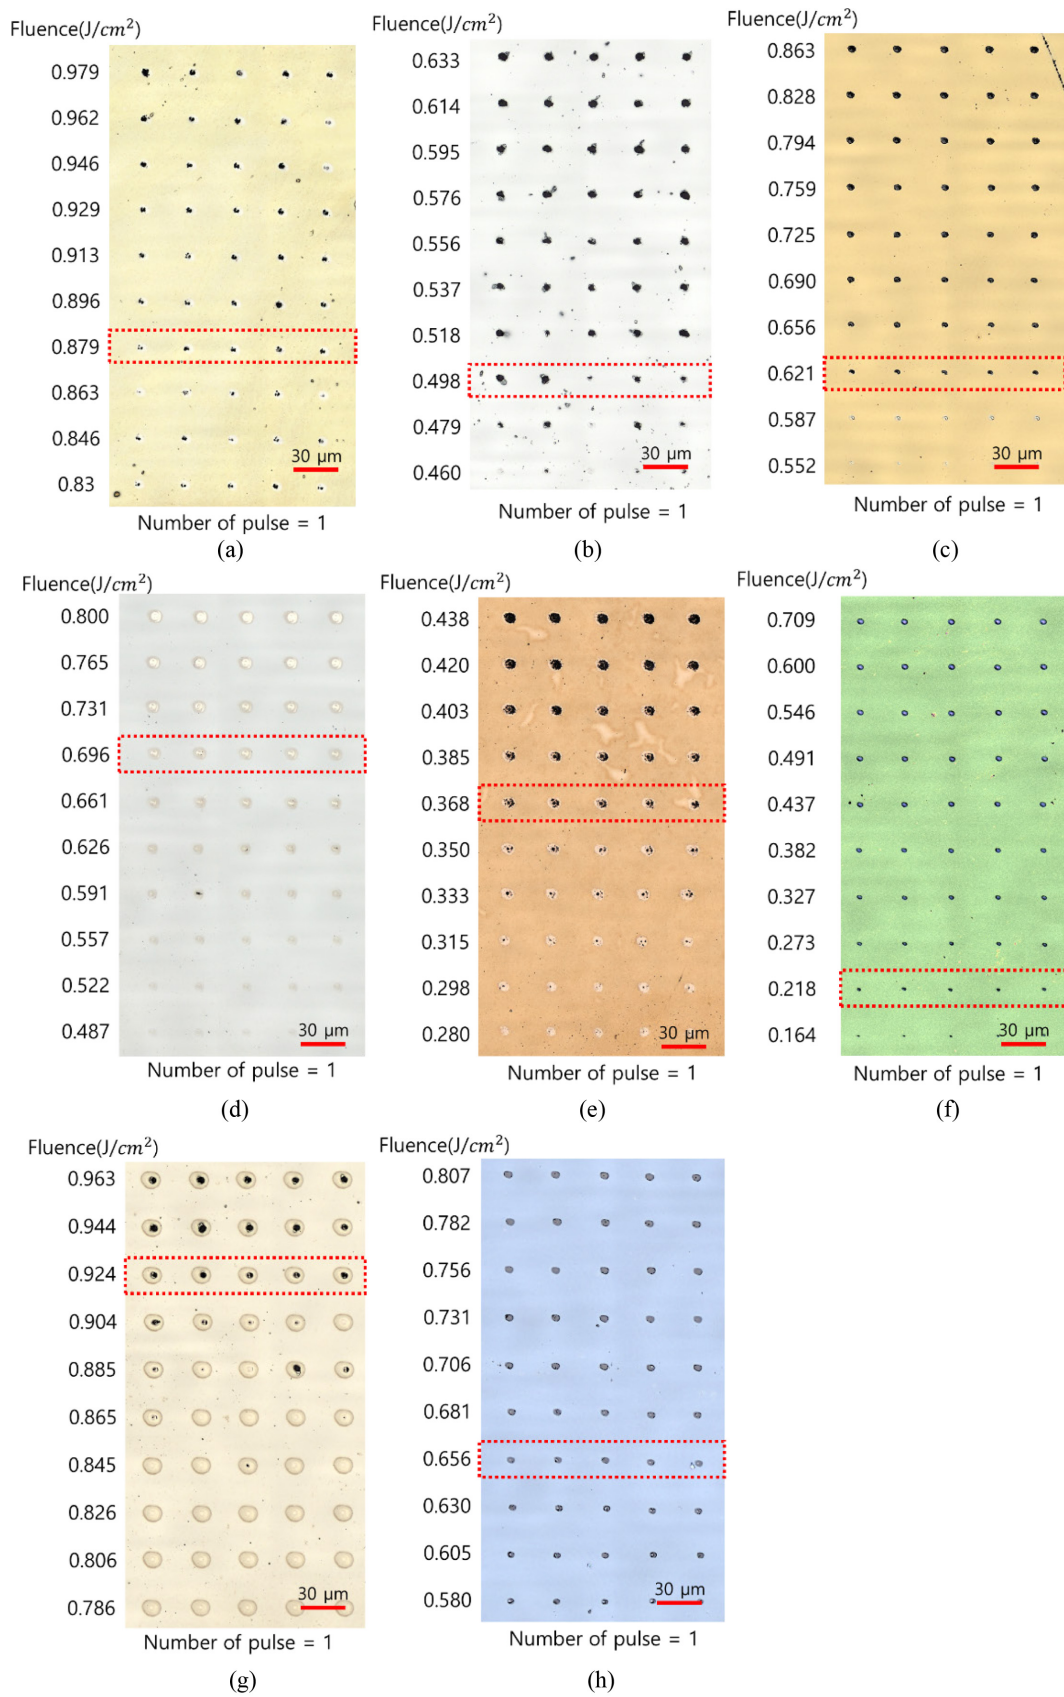 Fluence(J/cm²)
0.979
0.962
0.946
0.929
0.913
0.896
0.879
0.863
0.846
0.83
30 µm
Number of pulse = 1
(a)
Fluence(J/cm²)
0.633
0.614
0.595
0.576
0.556
0.537
0.518
0.498
0.479
0.460
30 µm
Number of pulse = 1
(b)
Fluence(J/cm²)
0.863
0.828
0.794
0.759
0.725
0.690
0.656
0.621
0.587
0.552
30 µm
Number of pulse = 1
(c)
Fluence(J/cm²)
0.800
0.765
0.731
0.696
0.661
0.626
0.591
0.557
0.522
0.487
30 µm
Number of pulse = 1
(d)
Fluence(J/cm²)
0.438
0.420
0.403
0.385
0.368
0.350
0.333
0.315
0.298
0.280
30 µm
Number of pulse = 1
(e)
Fluence(J/cm²)
0.709
0.600
0.546
0.491
0.437
0.382
0.327
0.273
0.218
0.164
30 µm
Number of pulse = 1
(f)
Fluence(J/cm²)
0.963
0.944
0.924
0.904
0.885
0.865
0.845
0.826
0.806
0.786
30 µm
Number of pulse = 1
(g)
Fluence(J/cm²)
0.807
0.782
0.756
0.731
0.706
0.681
0.656
0.630
0.605
0.580
30 µm
Number of pulse = 1
(h)